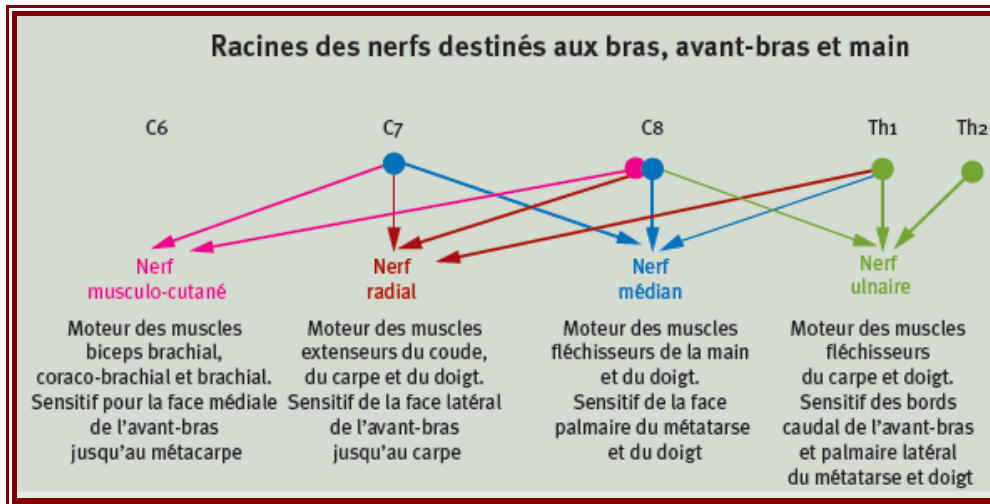 Racines des nerfs destinés aux bras, avant-bras et main
C6 C7 C8 Th1 Th2
Nerf
musculo-cutané
Moteur des muscles
biceps brachial,
coraco-brachial et brachial.
Sensitif pour la face médiale
de l'avant-bras
jusqu'au métacarpe
Nerf
radial
Moteur des muscles
extenseurs du coude,
du carpe et du doigt.
Sensitif de la face latéral
de l'avant-bras
jusqu'au carpe
Nerf
médian
Moteur des muscles
fléchisseurs de la main
et du doigt.
Sensitif de la face
palmaire du métatarse
et du doigt
Nerf
ulnaire
Moteur des muscles
fléchisseurs
du carpe et doigt.
Sensitif des bords
caudal de l'avant-bras
et palmaire latéral
du métatarse et doigt